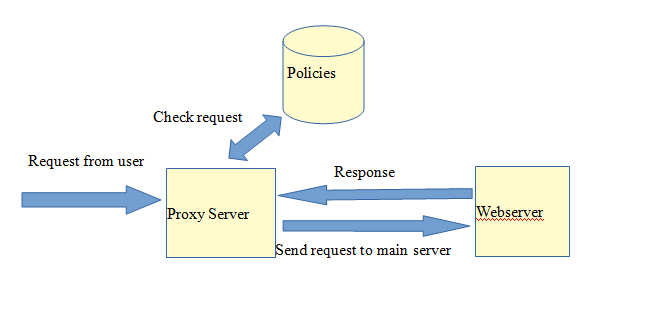 Policies
Check request
Request from user
Response
Proxy Server
Webserver
Send request to main server